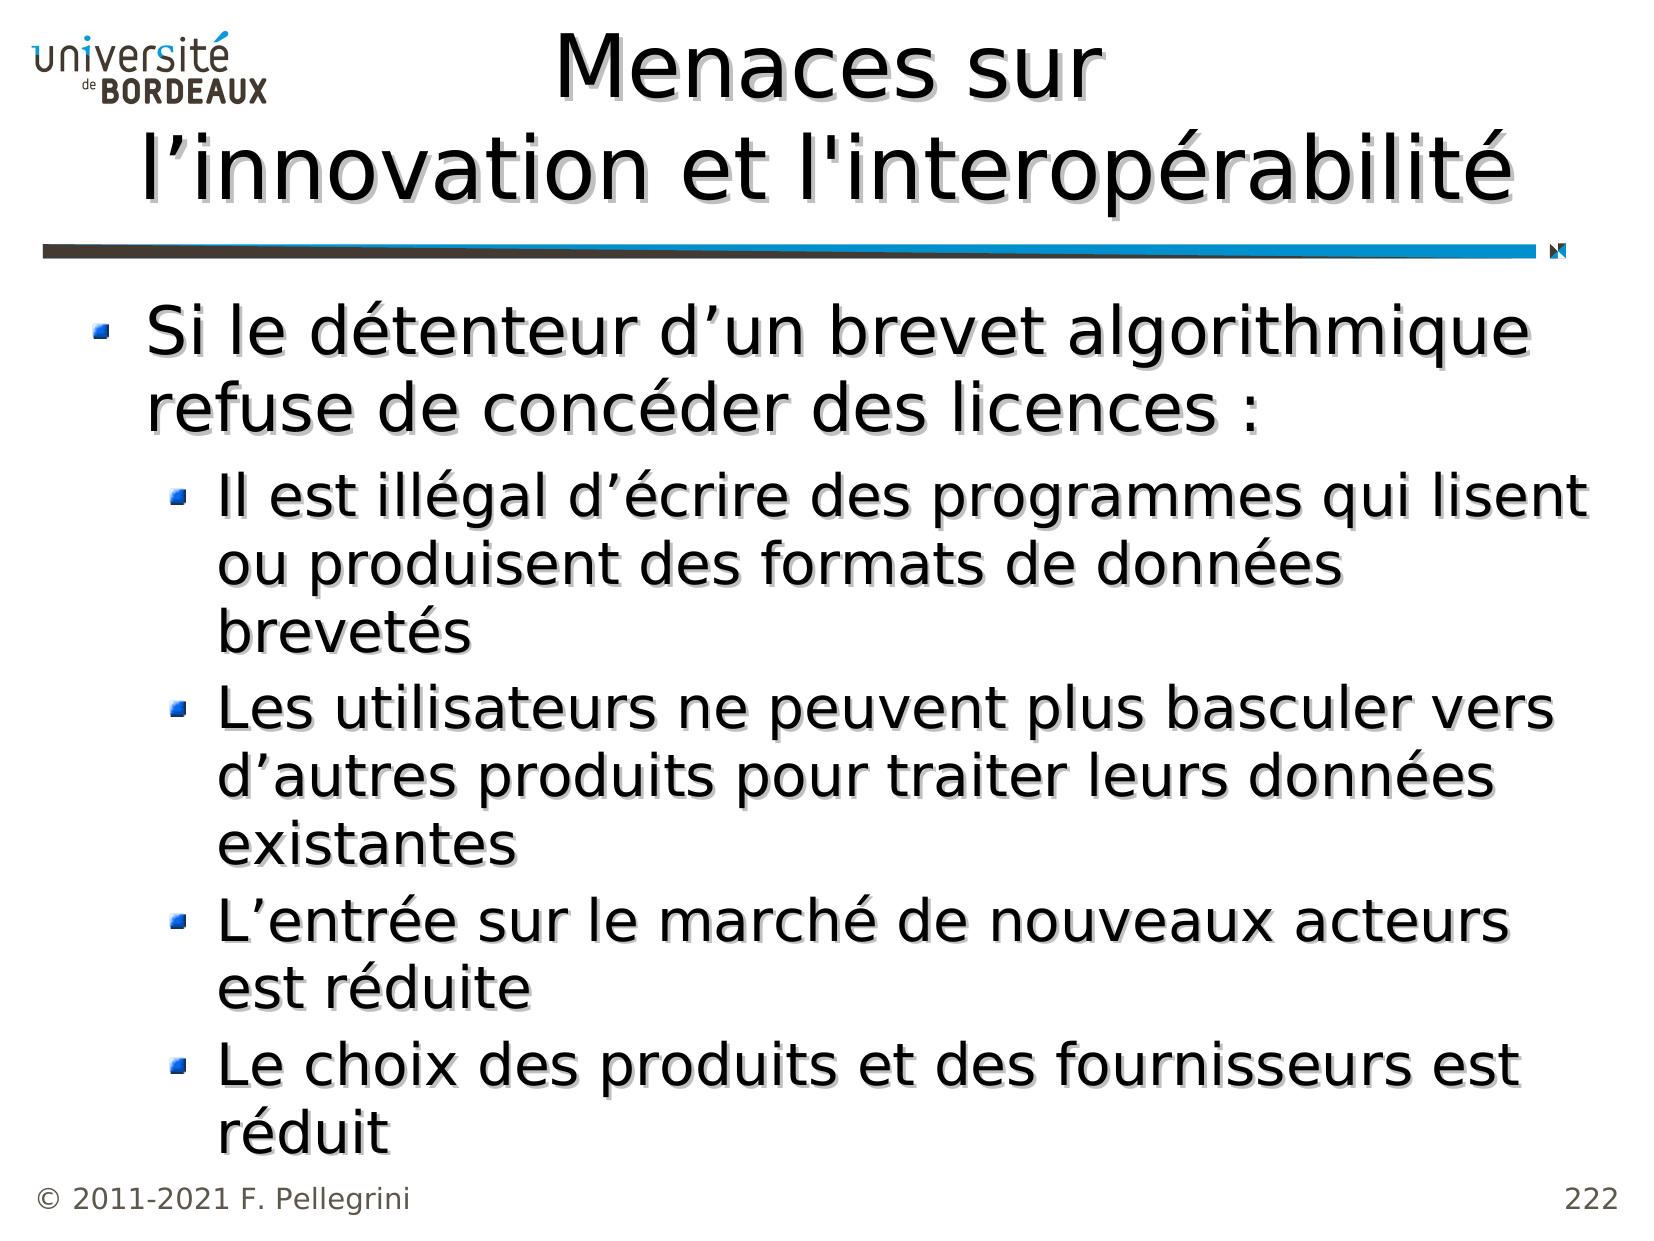 université
de BORDEAUX
Menaces sur
l’innovation et l'interopérabilité
Si le détenteur d’un brevet algorithmique
refuse de concéder des licences :
Il est illégal d’écrire des programmes qui lisent
ou produisent des formats de données
brevetés
Les utilisateurs ne peuvent plus basculer vers
d’autres produits pour traiter leurs données
existantes
L’entrée sur le marché de nouveaux acteurs
est réduite
Le choix des produits et des fournisseurs est
réduit
© 2011-2021 F. Pellegrini
222